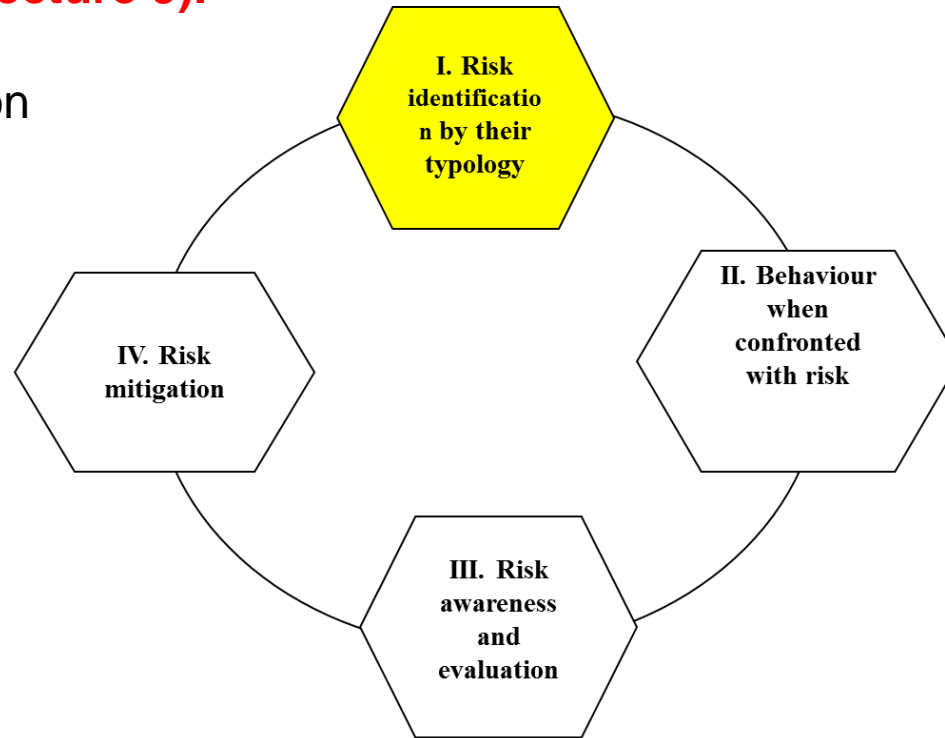 on
I. Risk
identificatio
n by their
typology
II. Behaviour
when
confronted
with risk
IV. Risk
mitigation
III. Risk
awareness
and
evaluation